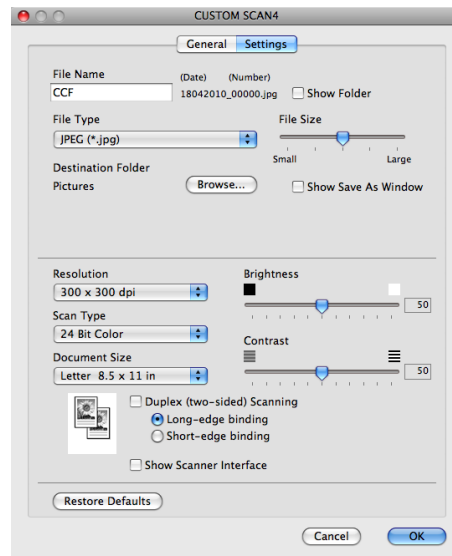 CUSTOM SCAN4
General Settings
File Name (Date) (Number)
CCF 18042010_00000.jpg Show Folder
File Type File Size
JPEG (*.jpg)
Small Large
Destination Folder
Pictures Browse... Show Save As Window
Resolution Brightness
300 x 300 dpi
50
Scan Type
24 Bit Color
Contrast
Document Size
Letter 8.5 x 11 in 50
Duplex (two-sided) Scanning
Long-edge binding
Short-edge binding
Show Scanner Interface
Restore Defaults
Cancel OK